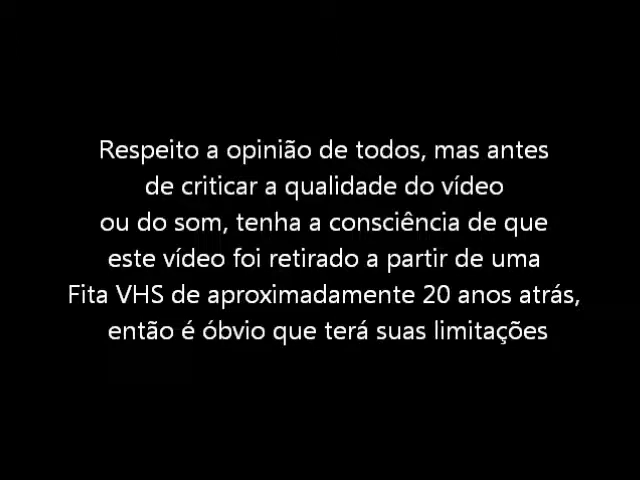 Respeito a opinião de todos, mas antes
de criticar a qualidade do vídeo
ou do som, tenha a consciência de que
este vídeo foi retirado a partir de uma
Fita VHS de aproximadamente 20 anos atrás,
então é óbvio que terá suas limitações